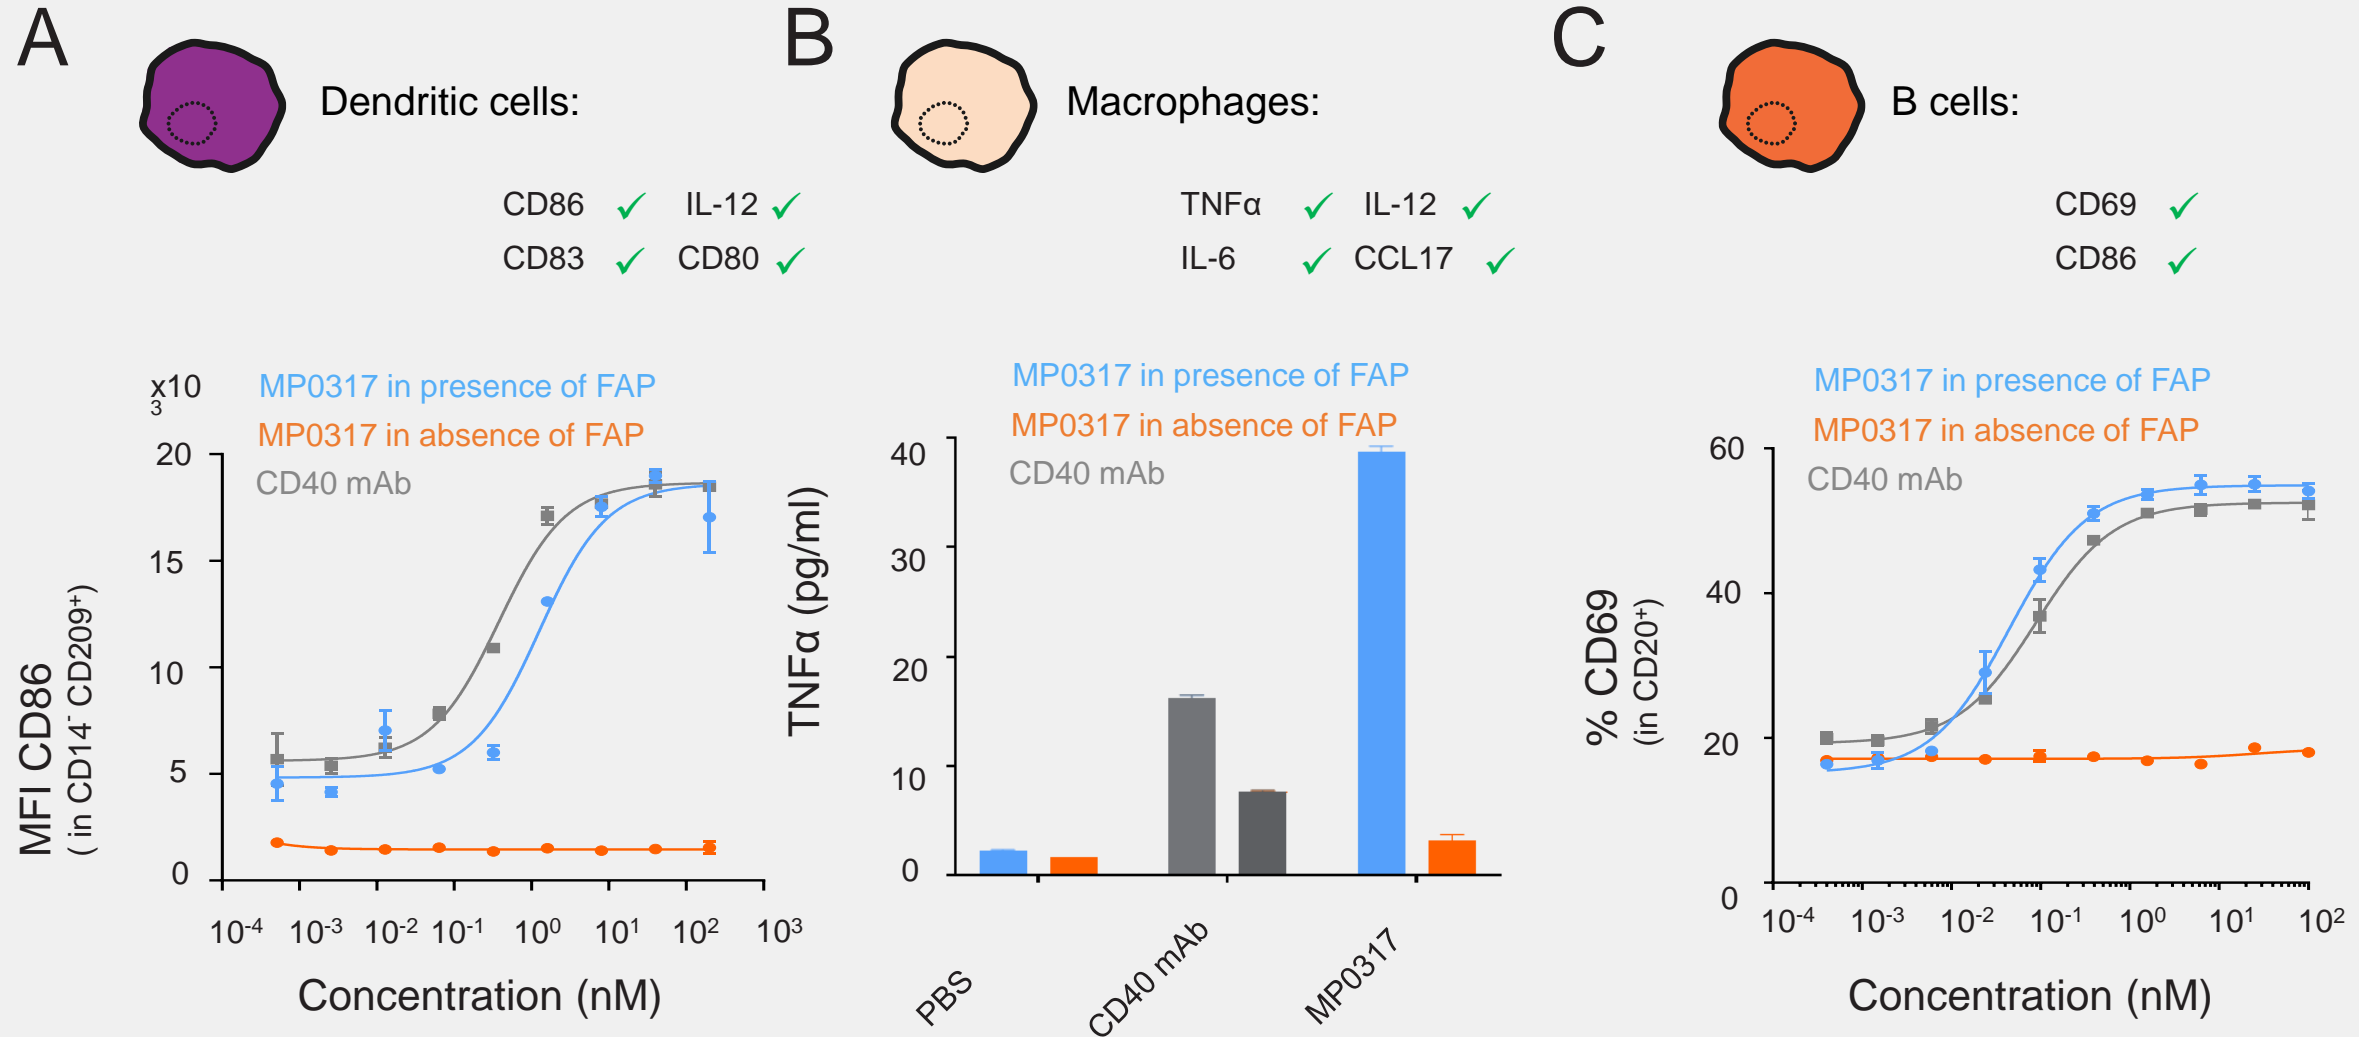 A
Dendritic cells:
CD86 ✓ IL-12 ✓
CD83 ✓ CD80 ✓
x10
3
MP0317 in presence of FAP
MP0317 in absence of FAP
CD40 mAb
20
15
10
5
0
MFI CD86
( in CD14⁻ CD209⁺)
10⁻⁴ 10⁻³ 10⁻² 10⁻¹ 10⁰ 10¹ 10² 10³
Concentration (nM)
B
Macrophages:
TNFα ✓ IL-12 ✓
IL-6 ✓ CCL17 ✓
MP0317 in presence of FAP
MP0317 in absence of FAP
CD40 mAb
40
30
20
10
0
TNFα (pg/ml)
PBS
CD40 mAb
MP0317
C
B cells:
CD69 ✓
CD86 ✓
MP0317 in presence of FAP
MP0317 in absence of FAP
CD40 mAb
60
40
20
0
% CD69
(in CD20⁺)
10⁻⁴ 10⁻³ 10⁻² 10⁻¹ 10⁰ 10¹ 10²
Concentration (nM)